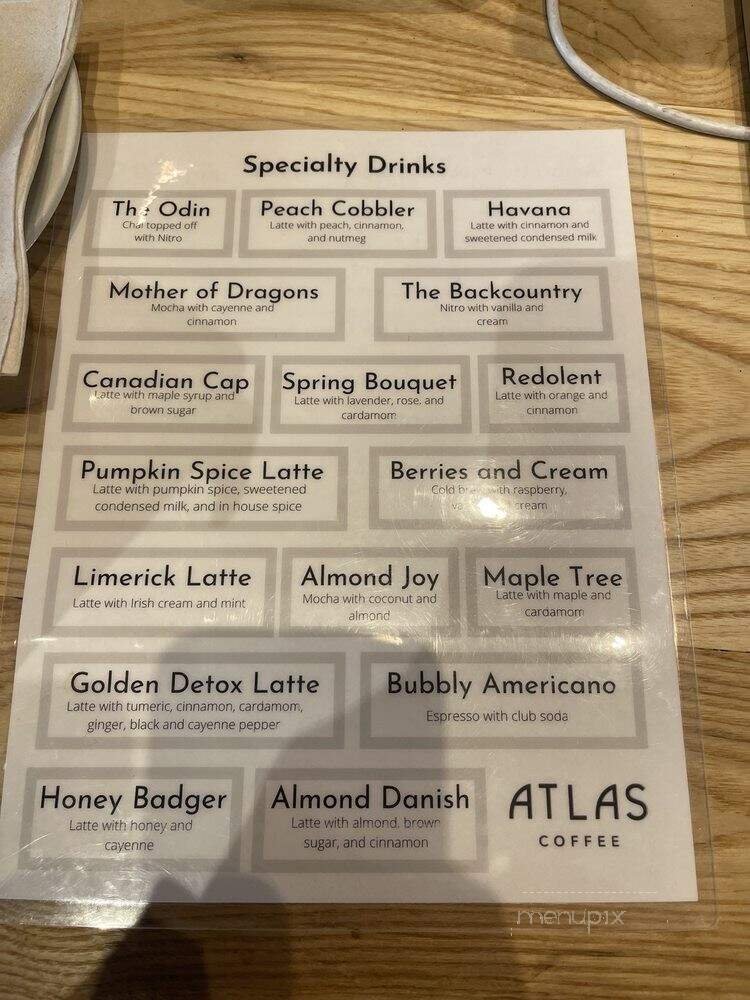 Specialty Drinks
The Odin
Chai topped off
with Nitro
Peach Cobbler
Latte with peach, cinnamon,
and nutmeg
Havana
Latte with cinnamon and
sweetened condensed milk
Mother of Dragons
Mocha with cayenne and
cinnamon
The Backcountry
Nitro with vanilla and
cream
Canadian Cap
Latte with maple syrup and
brown sugar
Spring Bouquet
Latte with lavender, rose, and
cardamom
Redolent
Latte with orange and
cinnamon
Pumpkin Spice Latte
Latte with pumpkin spice, sweetened
condensed milk, and in house spice
Berries and Cream
Cold brew with raspberry,
cream
Limerick Latte
Latte with Irish cream and mint
Almond Joy
Mocha with coconut and
almond
Maple Tree
Latte with maple and
cardamom
Golden Detox Latte
Latte with tumeric, cinnamon, cardamom,
ginger, black and cayenne pepper
Bubbly Americano
Espresso with club soda
Honey Badger
Latte with honey and
cayenne
Almond Danish
Latte with almond, brown
sugar, and cinnamon
ATLAS
COFFEE
menupix